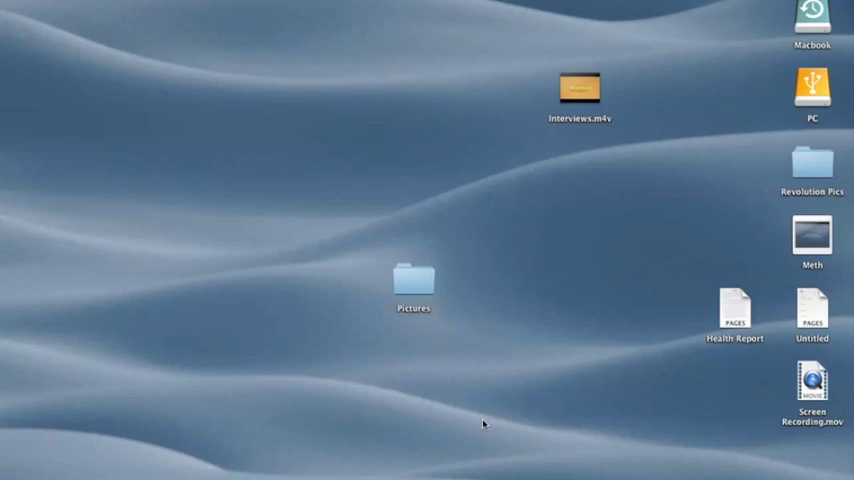 Macbook
Interviews.m4v
PC
Revolution Pics
Meth
Pictures
PAGES
Health Report
PAGES
Untitled
MOVIE
Screen
Recording.mov